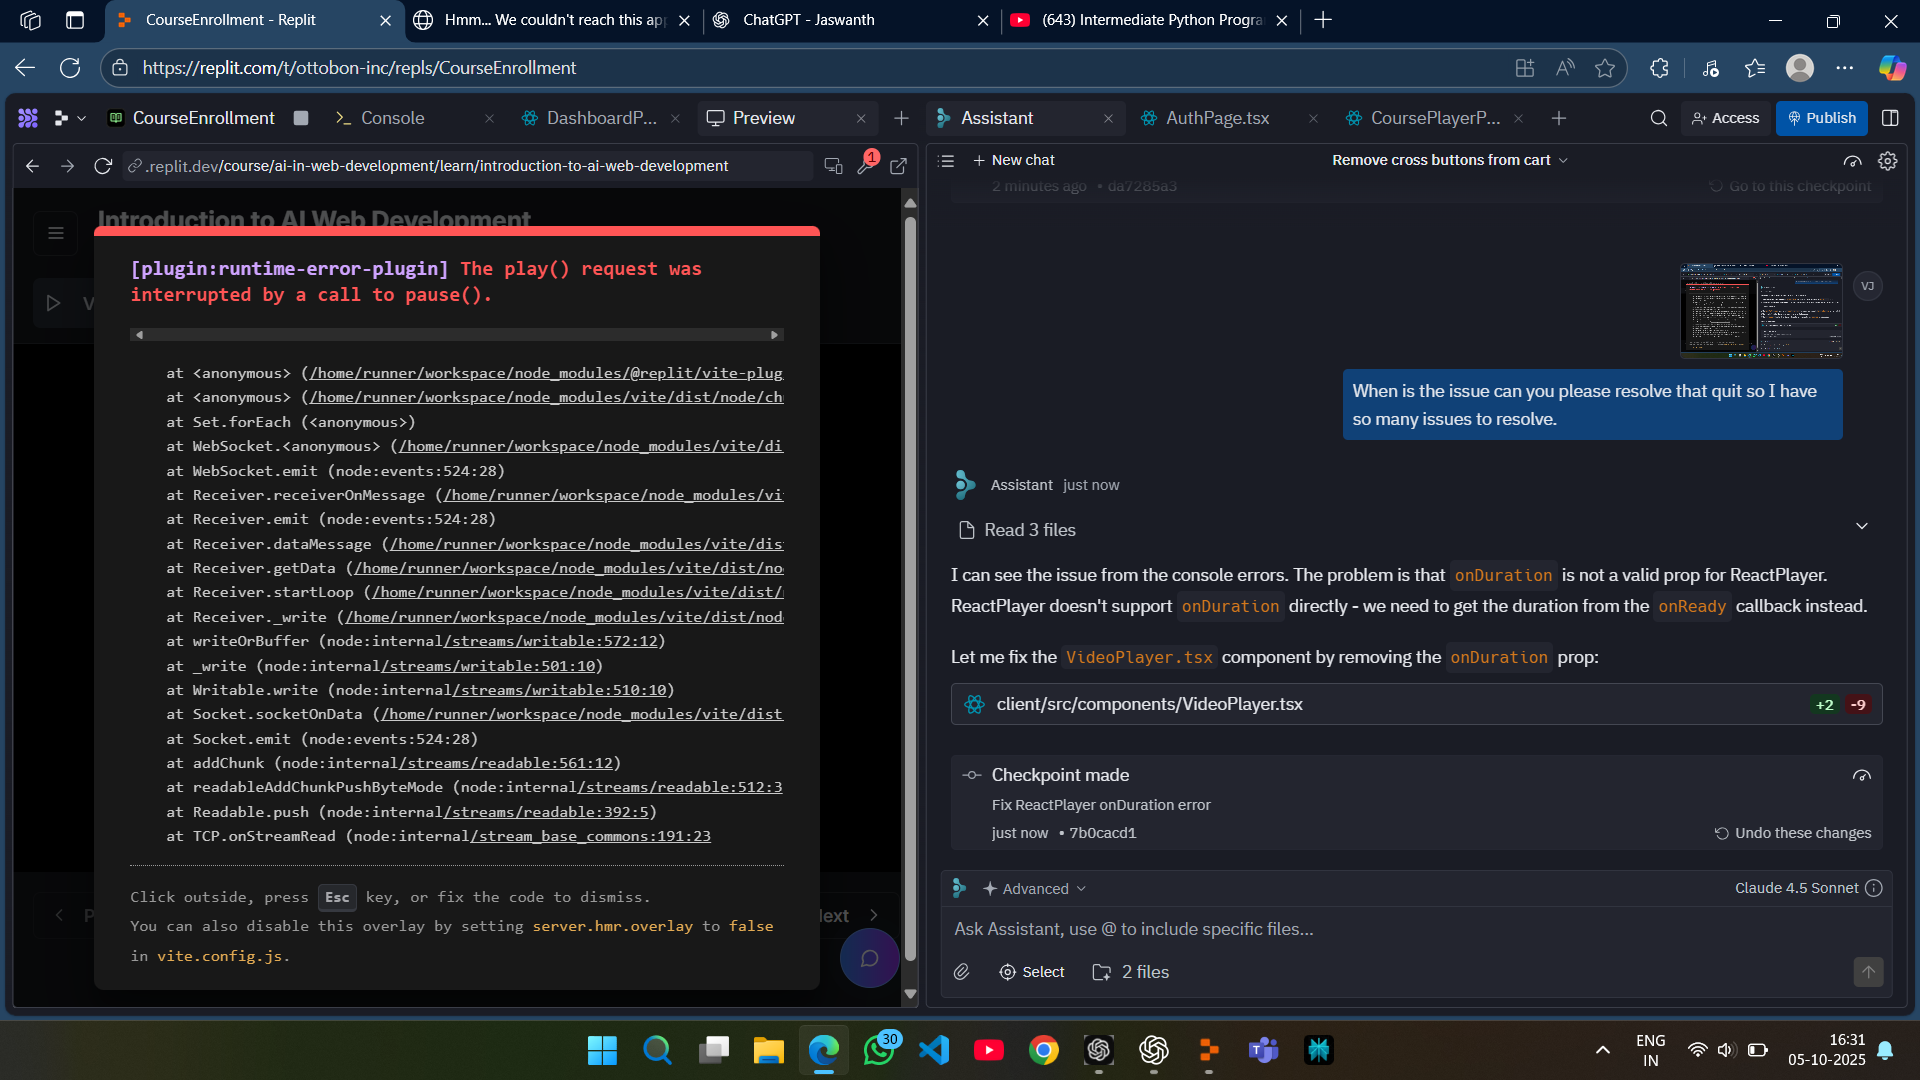 CourseEnrollment - Replit
Hmm... We couldn't reach this app
ChatGPT - Jaswanth
(643) Intermediate Python Progra
https://replit.com/t/ottobon-inc/repls/CourseEnrollment
CourseEnrollment
Console
DashboardP...
Preview
Assistant
AuthPage.tsx
CoursePlayerP...
Access
Publish
.replit.dev/course/ai-in-web-development/learn/introduction-to-ai-web-development
1
New chat
Remove cross buttons from cart
2 minutes ago • da7285a3
Go to this checkpoint
Introduction to AI Web Development
V
[plugin:runtime-error-plugin] The play() request was
interrupted by a call to pause().
at <anonymous> (/home/runner/workspace/node_modules/@replit/vite-plug
at <anonymous> (/home/runner/workspace/node_modules/vite/dist/node/chu
at Set.forEach (<anonymous>)
at WebSocket.<anonymous> (/home/runner/workspace/node_modules/vite/di
at WebSocket.emit (node:events:524:28)
at Receiver.receiverOnMessage (/home/runner/workspace/node_modules/vit
at Receiver.emit (node:events:524:28)
at Receiver.dataMessage (/home/runner/workspace/node_modules/vite/dis
at Receiver.getData (/home/runner/workspace/node_modules/vite/dist/no
at Receiver.startLoop (/home/runner/workspace/node_modules/vite/dist/
at Receiver._write (/home/runner/workspace/node_modules/vite/dist/nod
at writeOrBuffer (node:internal/streams/writable:572:12)
at _write (node:internal/streams/writable:501:10)
at Writable.write (node:internal/streams/writable:510:10)
at Socket.socketOnData (/home/runner/workspace/node_modules/vite/dist
at Socket.emit (node:events:524:28)
at addChunk (node:internal/streams/readable:561:12)
at readableAddChunkPushByteMode (node:internal/streams/readable:512:3
at Readable.push (node:internal/streams/readable:392:5)
at TCP.onStreamRead (node:internal/stream_base_commons:191:23
Click outside, press Esc key, or fix the code to dismiss.
You can also disable this overlay by setting server.hmr.overlay to false
in vite.config.js.
P
lext
VJ
When is the issue can you please resolve that quit so I have
so many issues to resolve.
Assistant just now
Read 3 files
I can see the issue from the console errors. The problem is that onDuration is not a valid prop for ReactPlayer.
ReactPlayer doesn't support onDuration directly - we need to get the duration from the onReady callback instead.
Let me fix the VideoPlayer.tsx component by removing the onDuration prop:
client/src/components/VideoPlayer.tsx
+2 -9
Checkpoint made
Fix ReactPlayer onDuration error
just now • 7b0cacd1
Undo these changes
Advanced
Claude 4.5 Sonnet
Ask Assistant, use @ to include specific files...
Select
2 files
30
ENG
IN
16:31
05-10-2025